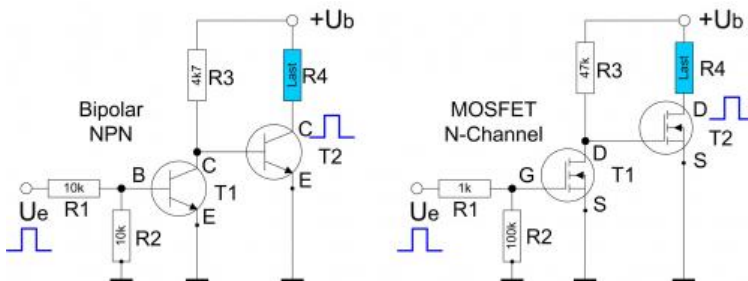 +Ub
4k7
R3
Last
R4
Bipolar
NPN
C
C
T2
B
T1
E
10k
R1
E
Ue
10k
R2
+Ub
47k
R3
Last
R4
MOSFET
N-Channel
D
D
T2
G
T1
S
1k
R1
S
Ue
100k
R2